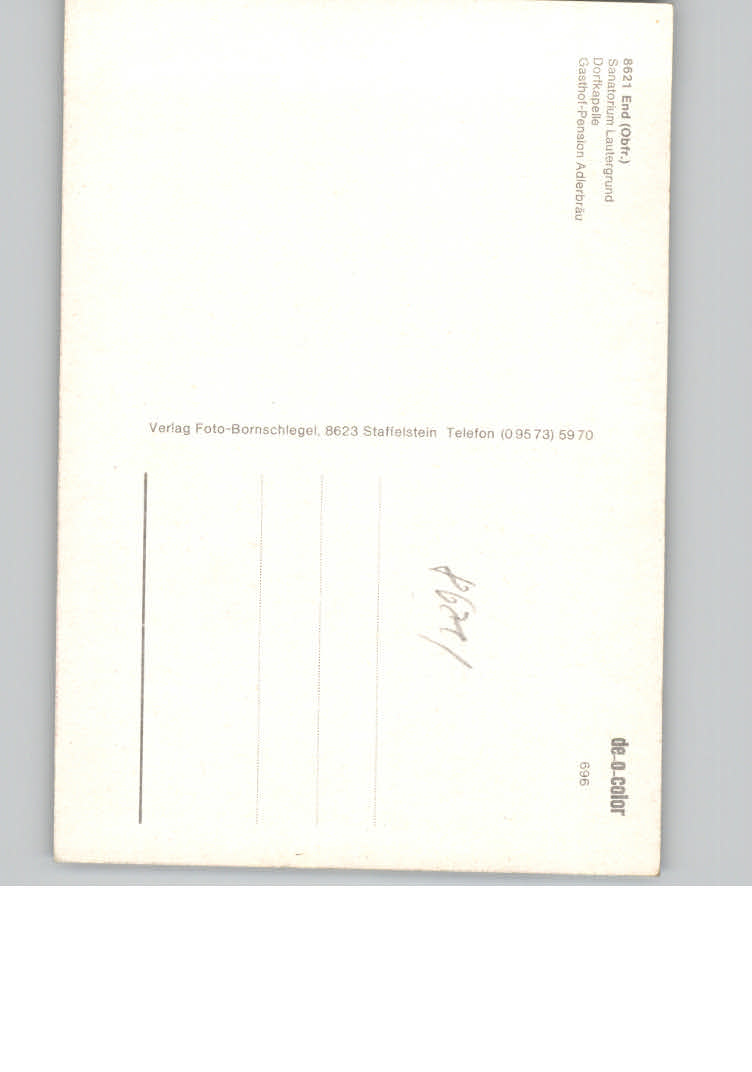 8621 End (Obfr.)
Sanatorium Lautergrund
Dorfkapelle
Gasthof-Pension Adlerbräu
Verlag Foto-Bornschlegel, 8623 Staffelstein Telefon (09573) 5970
de-o-color
696
8621